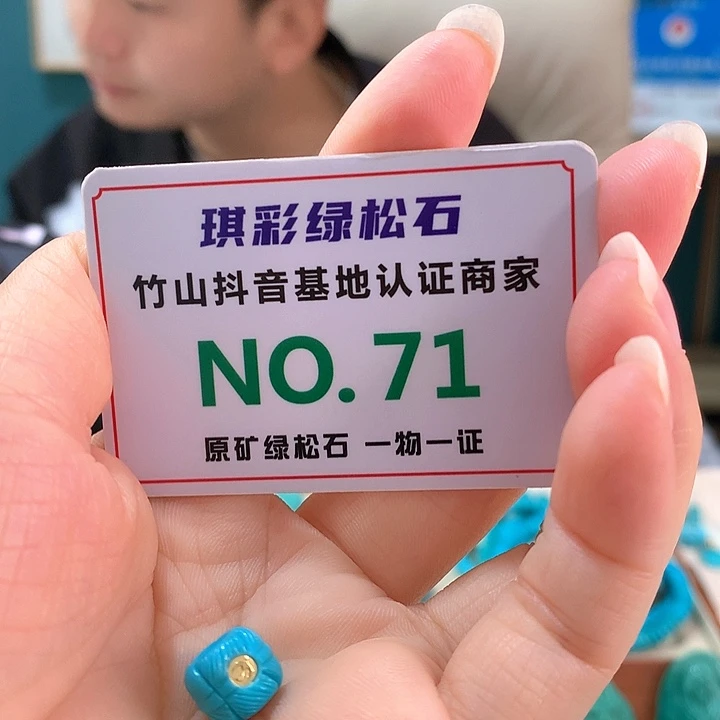 琪彩绿松石
竹山抖音基地认证商家
NO.71
原矿绿松石 一物一证